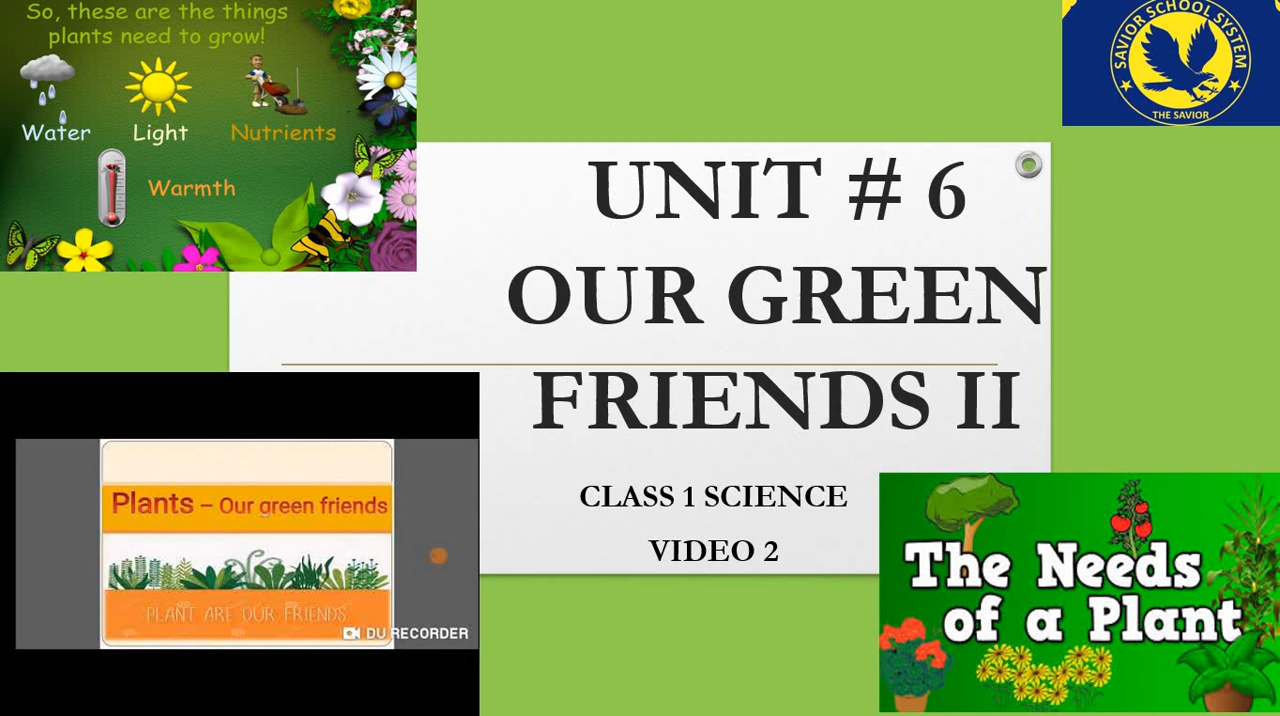 So, these are the things
plants need to grow!
Water Light Nutrients
Warmth
SAVIOR SCHOOL SYSTEM
THE SAVIOR
UNIT # 6
OUR GREEN
FRIENDS II
CLASS 1 SCIENCE
VIDEO 2
Plants – Our green friends
PLANT ARE OUR FRIENDS
DU RECORDER
The Needs
of a Plant